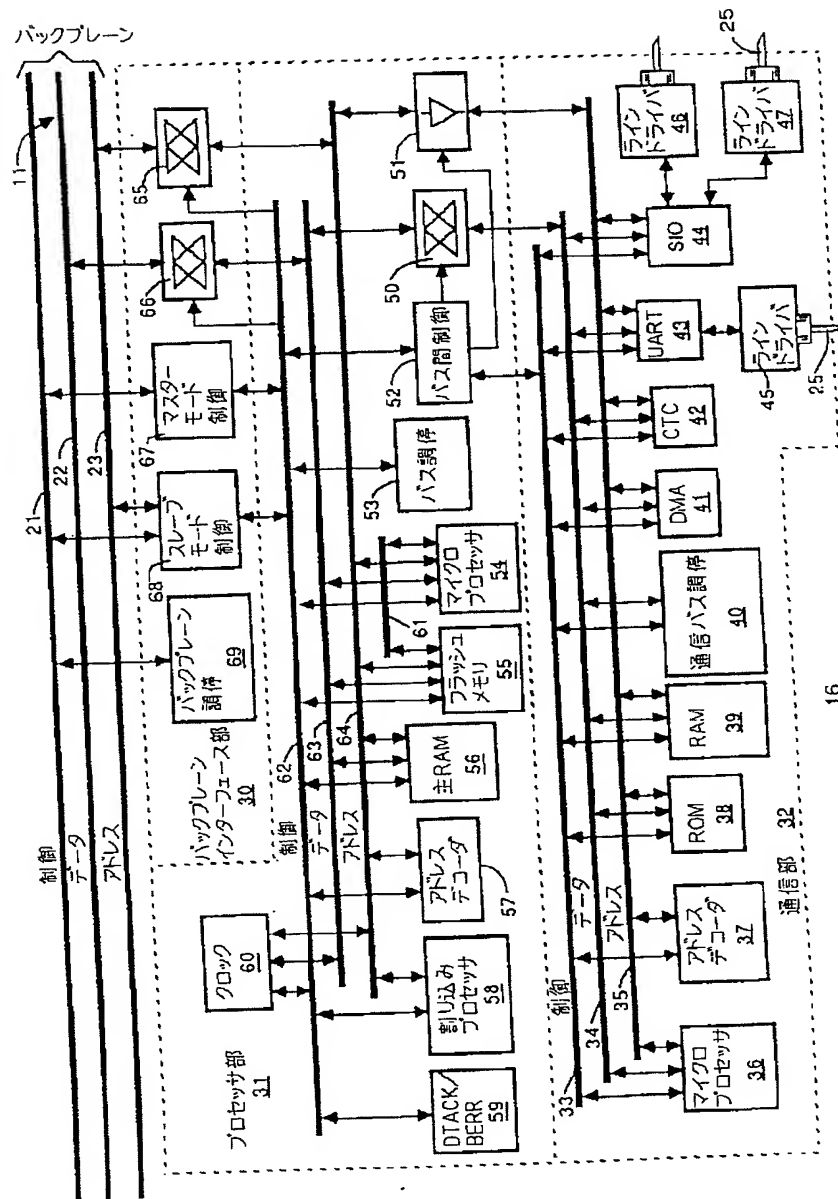 バックプレーン
11
21
制御
22
データ
23
アドレス
バックプレーン
調停
69
68
スレーブ
モード
制御
67
マスター
モード
制御
66
65
バックプレーン
インターフェース部
30
プロセッサ部
31
クロック
60
62
制御
63
データ
64
アドレス
DTACK/
BERR
59
割り込み
プロセッサ
58
アドレス
デコーダ
57
主RAM
56
フラッシュ
メモリ
55
61
マイクロ
プロセッサ
54
53
バス調停
52
バス間制御
50
51
33
制御
34
データ
35
アドレス
マイクロ
プロセッサ
36
アドレス
デコーダ
37
ROM
38
RAM
39
通信バス調停
40
DMA
41
CTC
42
UART
43
SIO
44
45
ライン
ドライバ
25
ライン
ドライバ
46
25
ライン
ドライバ
47
通信部
32
16